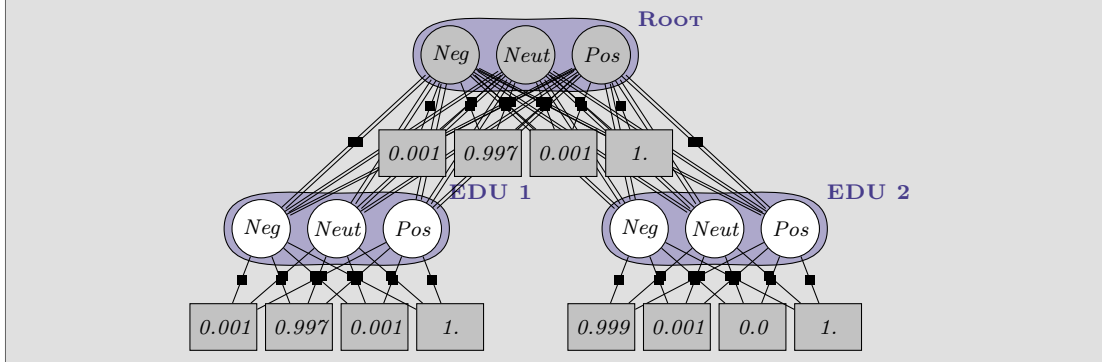 ROOT
Neg Neut Pos
0.001 0.997 0.001 1.
EDU 1 EDU 2
Neg Neut Pos Neg Neut Pos
0.001 0.997 0.001 1. 0.999 0.001 0.0 1.